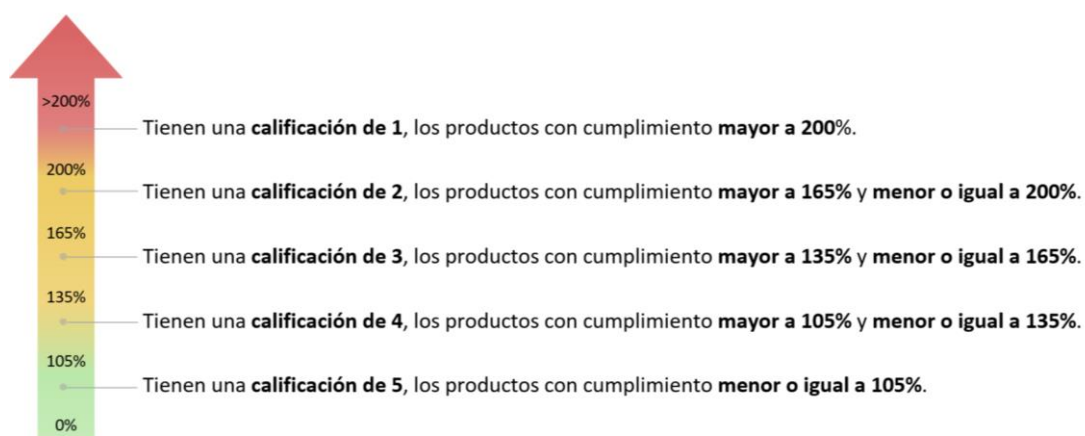 >200%
Tienen una calificación de 1, los productos con cumplimiento mayor a 200%.
200%
Tienen una calificación de 2, los productos con cumplimiento mayor a 165% y menor o igual a 200%.
165%
Tienen una calificación de 3, los productos con cumplimiento mayor a 135% y menor o igual a 165%.
135%
Tienen una calificación de 4, los productos con cumplimiento mayor a 105% y menor o igual a 135%.
105%
Tienen una calificación de 5, los productos con cumplimiento menor o igual a 105%.
0%